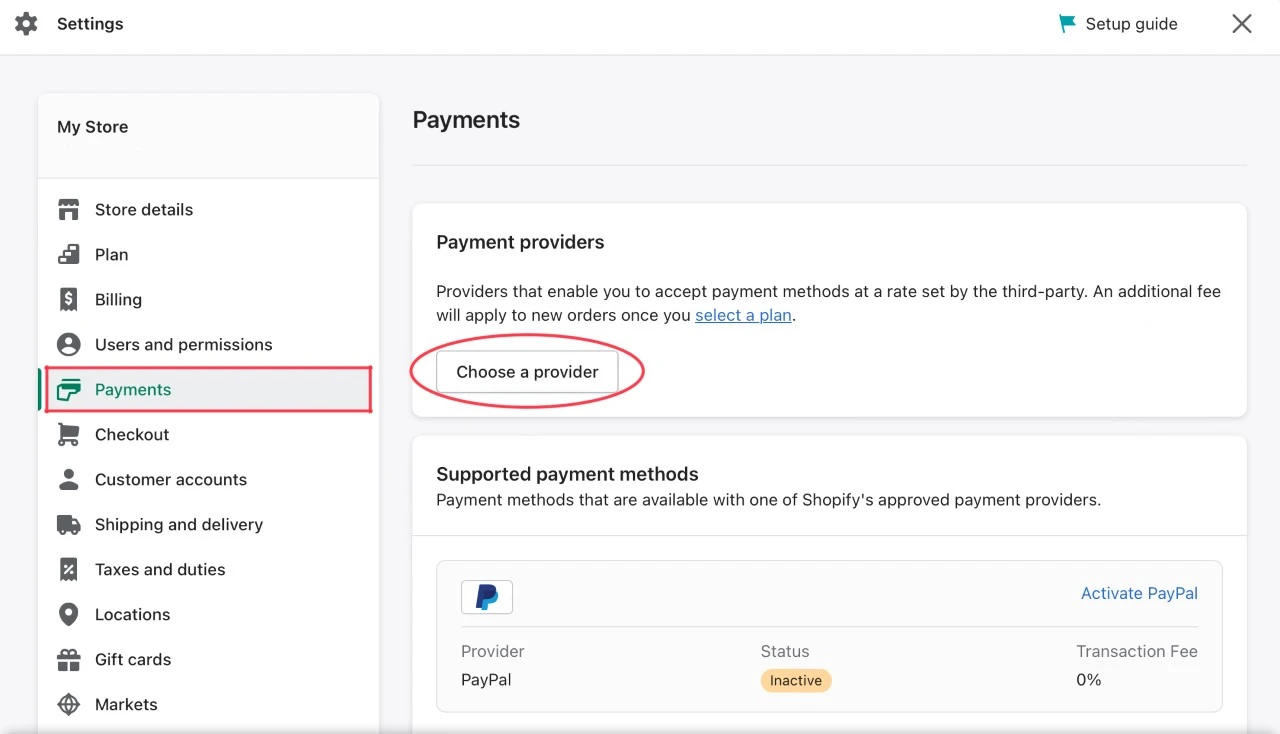 Settings
Setup guide
My Store
Store details
Plan
Billing
Users and permissions
Payments
Checkout
Customer accounts
Shipping and delivery
Taxes and duties
Locations
Gift cards
Markets
Payments
Payment providers
Providers that enable you to accept payment methods at a rate set by the third-party. An additional fee
will apply to new orders once you select a plan.
Choose a provider
Supported payment methods
Payment methods that are available with one of Shopify's approved payment providers.
Activate PayPal
Provider
PayPal
Status
Inactive
Transaction Fee
0%